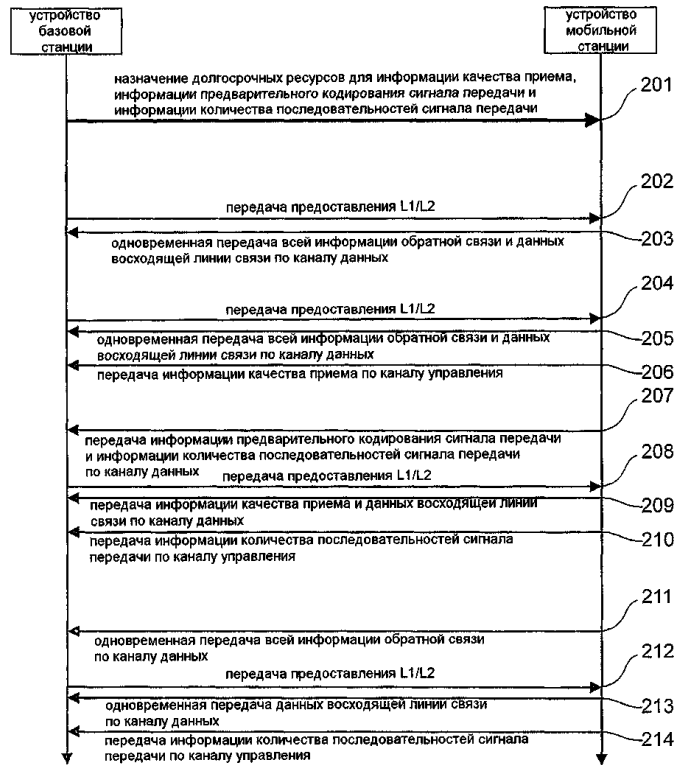 устройство
базовой
станции
устройство
мобильной
станции
назначение долгосрочных ресурсов для информации качества приема,
информации предварительного кодирования сигнала передачи и
информации количества последовательностей сигнала передачи
201
202
передача предоставления L1/L2
203
одновременная передача всей информации обратной связи и данных
восходящей линии связи по каналу данных
204
передача предоставления L1/L2
205
одновременная передача всей информации обратной связи и данных
восходящей линии связи по каналу данных
206
передача информации качества приема по каналу управления
207
передача информации предварительного кодирования сигнала передачи
и информации количества последовательностей сигнала передачи
по каналу данных
208
передача предоставления L1/L2
209
передача информации качества приема и данных восходящей линии
связи по каналу данных
210
передача информации количества последовательностей сигнала
передачи по каналу управления
211
одновременная передача всей информации обратной связи
по каналу данных
212
передача предоставления L1/L2
213
одновременная передача данных восходящей линии связи
по каналу данных
214
передача информации количества последовательностей сигнала
передачи по каналу управления